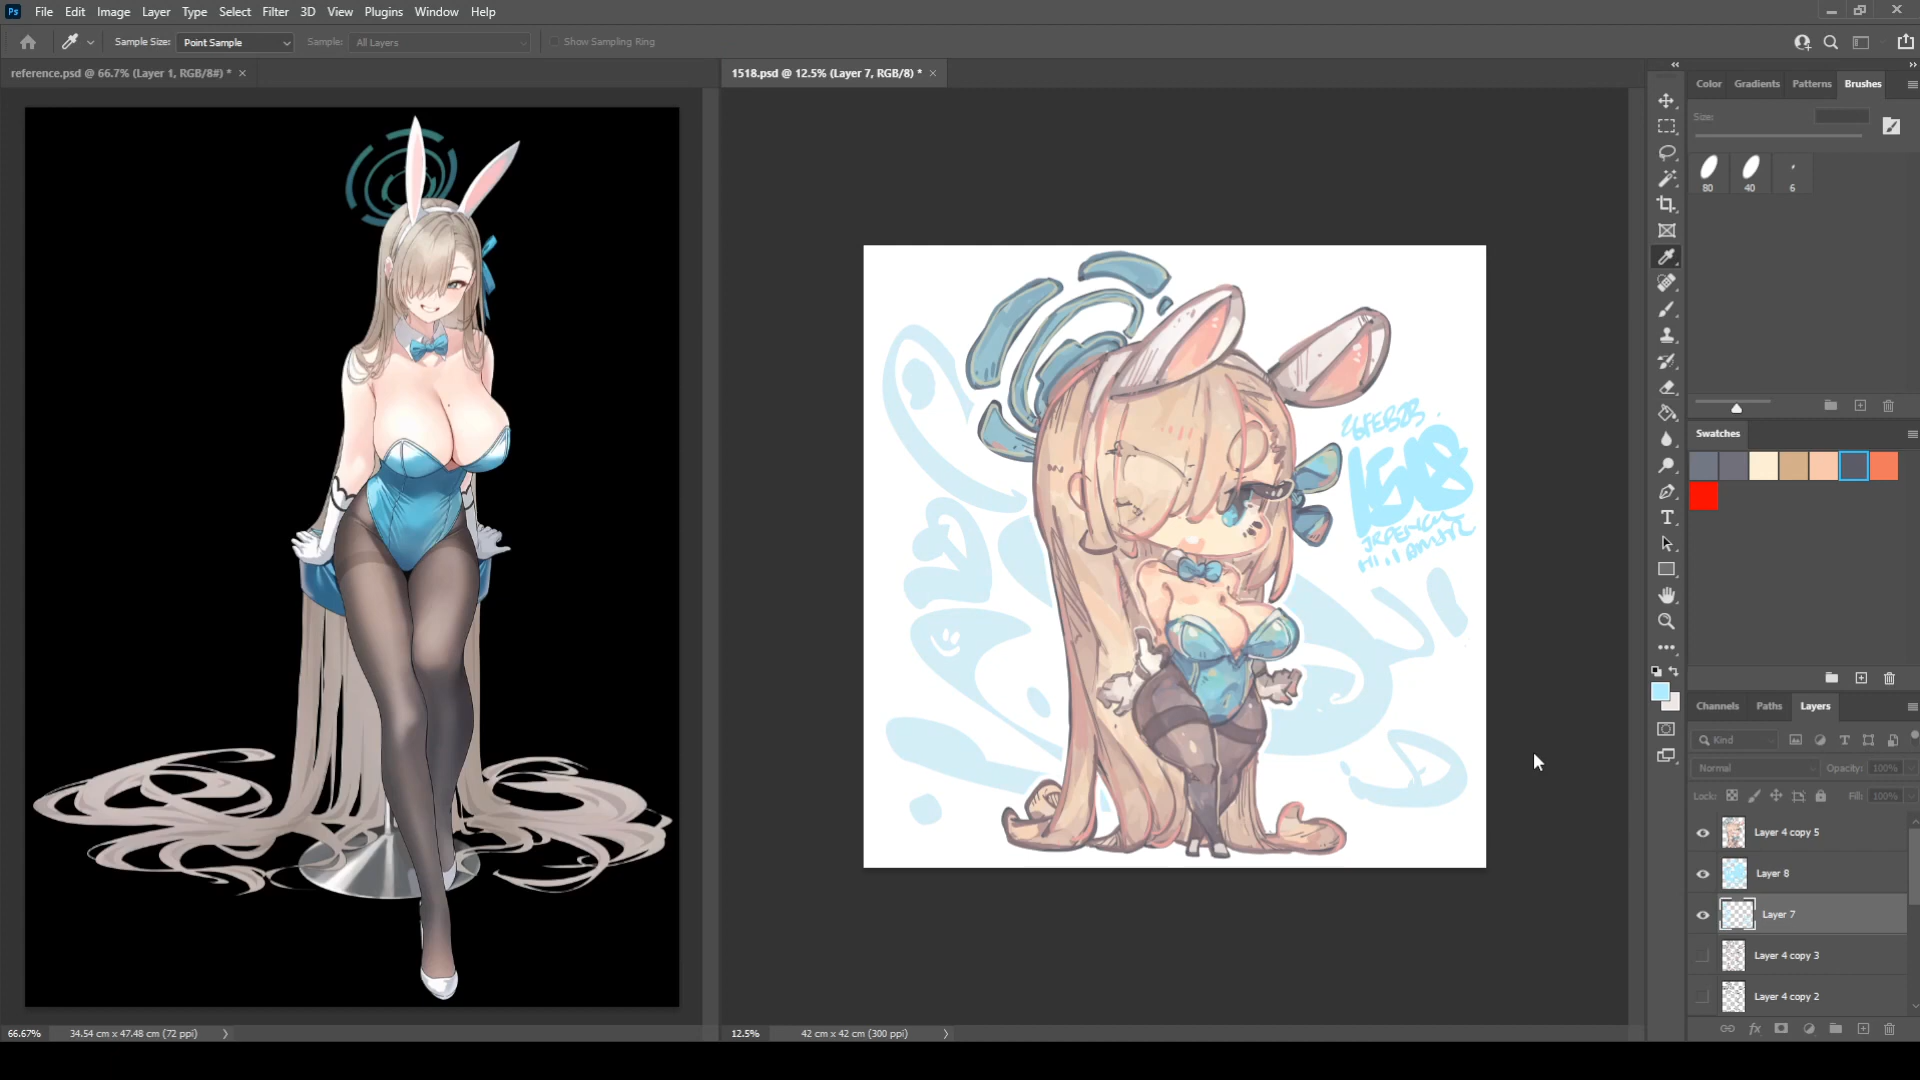 Ps File Edit Image Layer Type Select Filter 3D View Plugins Window Help
Sample Size: Point Sample Sample: All Layers Show Sampling Ring
reference.psd @ 66.7% (Layer 1, RGB/8#) * ×
1518.psd @ 12.5% (Layer 7, RGB/8) * ×
Color Gradients Patterns Brushes
Size:
80 40 6
Swatches
Channels Paths Layers
Kind
Normal Opacity: 100%
Lock: Fill: 100%
Layer 4 copy 5
Layer 8
Layer 7
Layer 4 copy 3
Layer 4 copy 2
26FEB23.
1518
66.67% 34.54 cm x 47.48 cm (72 ppi)
12.5% 42 cm x 42 cm (300 ppi)